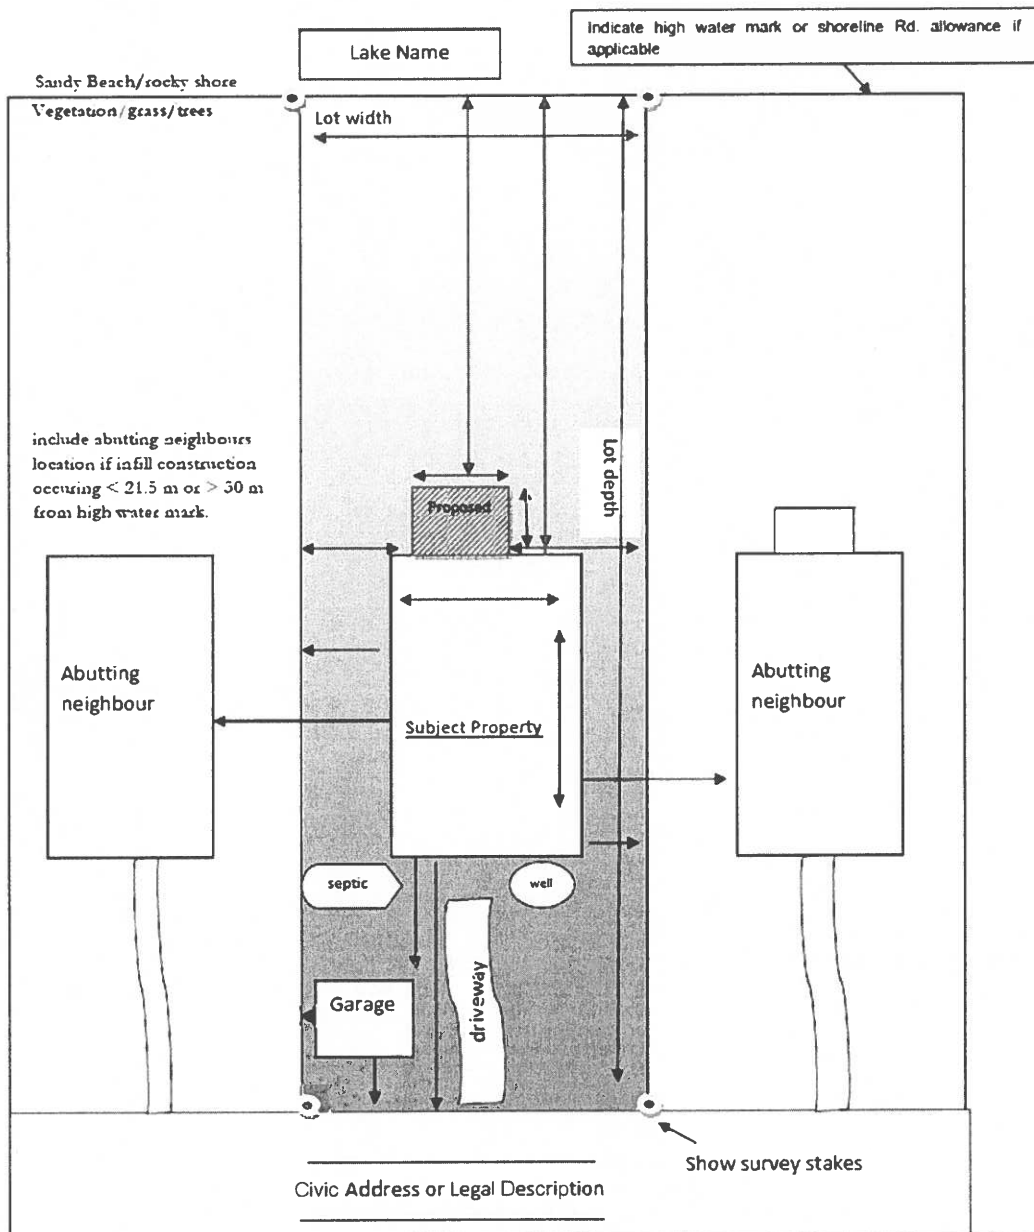 Indicate high water mark or shoreline Rd. allowance if
applicable
Lake Name
Sandy Beach/rocky shore
Vegetation/grass/trees
Lot width
include abutting neighbours
location if infill construction
occuring < 21.5 m or > 30 m
from high water mark.
Lot depth
Proposed
Abutting
neighbour
Subject Property
Abutting
neighbour
septic
well
Garage
driveway
Show survey stakes
Civic Address or Legal Description